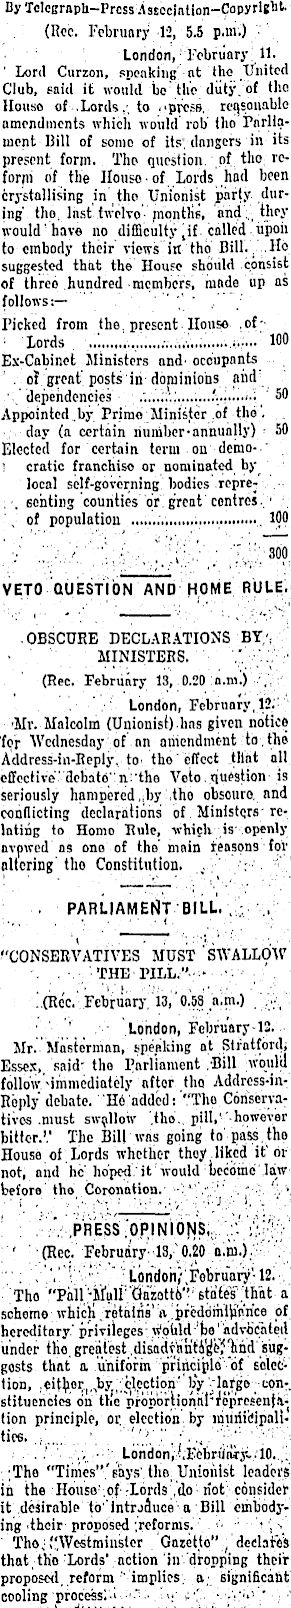 By Telegraph—Press Association—Copyright.
(Rec. February 12, 5.5 p.m.)
London, February 11.
Lord Curzon, speaking at the United
Club, said it would be the duty of the
House of Lords to press reasonable
amendments which would rob the Parlia-
ment Bill of some of its dangers in its
present form. The question of the re-
form of the House of Lords had been
crystallising in the Unionist party dur-
ing the last twelve months, and they
would have no difficulty if called upon
to embody their views in the Bill. He
suggested that the House should consist
of three hundred members, made up as
follows:—
Picked from the present House of
Lords ........................ 100
Ex-Cabinet Ministers and occupants
of great posts in dominions and
dependencies ........................ 50
Appointed by Prime Minister of the
day (a certain number annually) 50
Elected for certain term on demo-
cratic franchise or nominated by
local self-governing bodies repre-
senting counties or great centres
of population ........................ 100
300
VETO QUESTION AND HOME RULE.
OBSCURE DECLARATIONS BY
MINISTERS.
(Rec. February 13, 0.20 a.m.)
London, February 12.
Mr. Malcolm (Unionist) has given notice
for Wednesday of an amendment to the
Address-in-Reply, to the effect that all
effective debate n the Veto question is
seriously hampered by the obscure and
conflicting declarations of Ministers re-
lating to Home Rule, which is openly
avowed as one of the main reasons for
altering the Constitution.
PARLIAMENT BILL.
"CONSERVATIVES MUST SWALLOW
THE PILL."
(Rec. February 13, 0.58 a.m.)
London, February 12.
Mr. Masterman, speaking at Stratford,
Essex, said the Parliament Bill would
follow immediately after the Address-in-
Reply debate. He added: "The Conserva-
tives must swallow the pill, however
bitter." The Bill was going to pass the
House of Lords whether they liked it or
not, and he hoped it would become law
before the Coronation.
PRESS OPINIONS.
(Rec. February 13, 0.20 a.m.)
London, February 12.
The "Pall Mall Gazette" states that a
scheme which retains a predominance of
hereditary privileges would be advocated
under the greatest disadvantage, and sug-
gests that a uniform principle of selec-
tion, either by election by large con-
stituencies on the proportional representa-
tion principle, or election by municipali-
ties.
London, February 10.
The "Times" says the Unionist leaders
in the House of Lords do not consider
it desirable to introduce a Bill embody-
ing their proposed reforms.
The "Westminster Gazette" declares
that the Lords' action in dropping their
proposed reform implies a significant
cooling process.